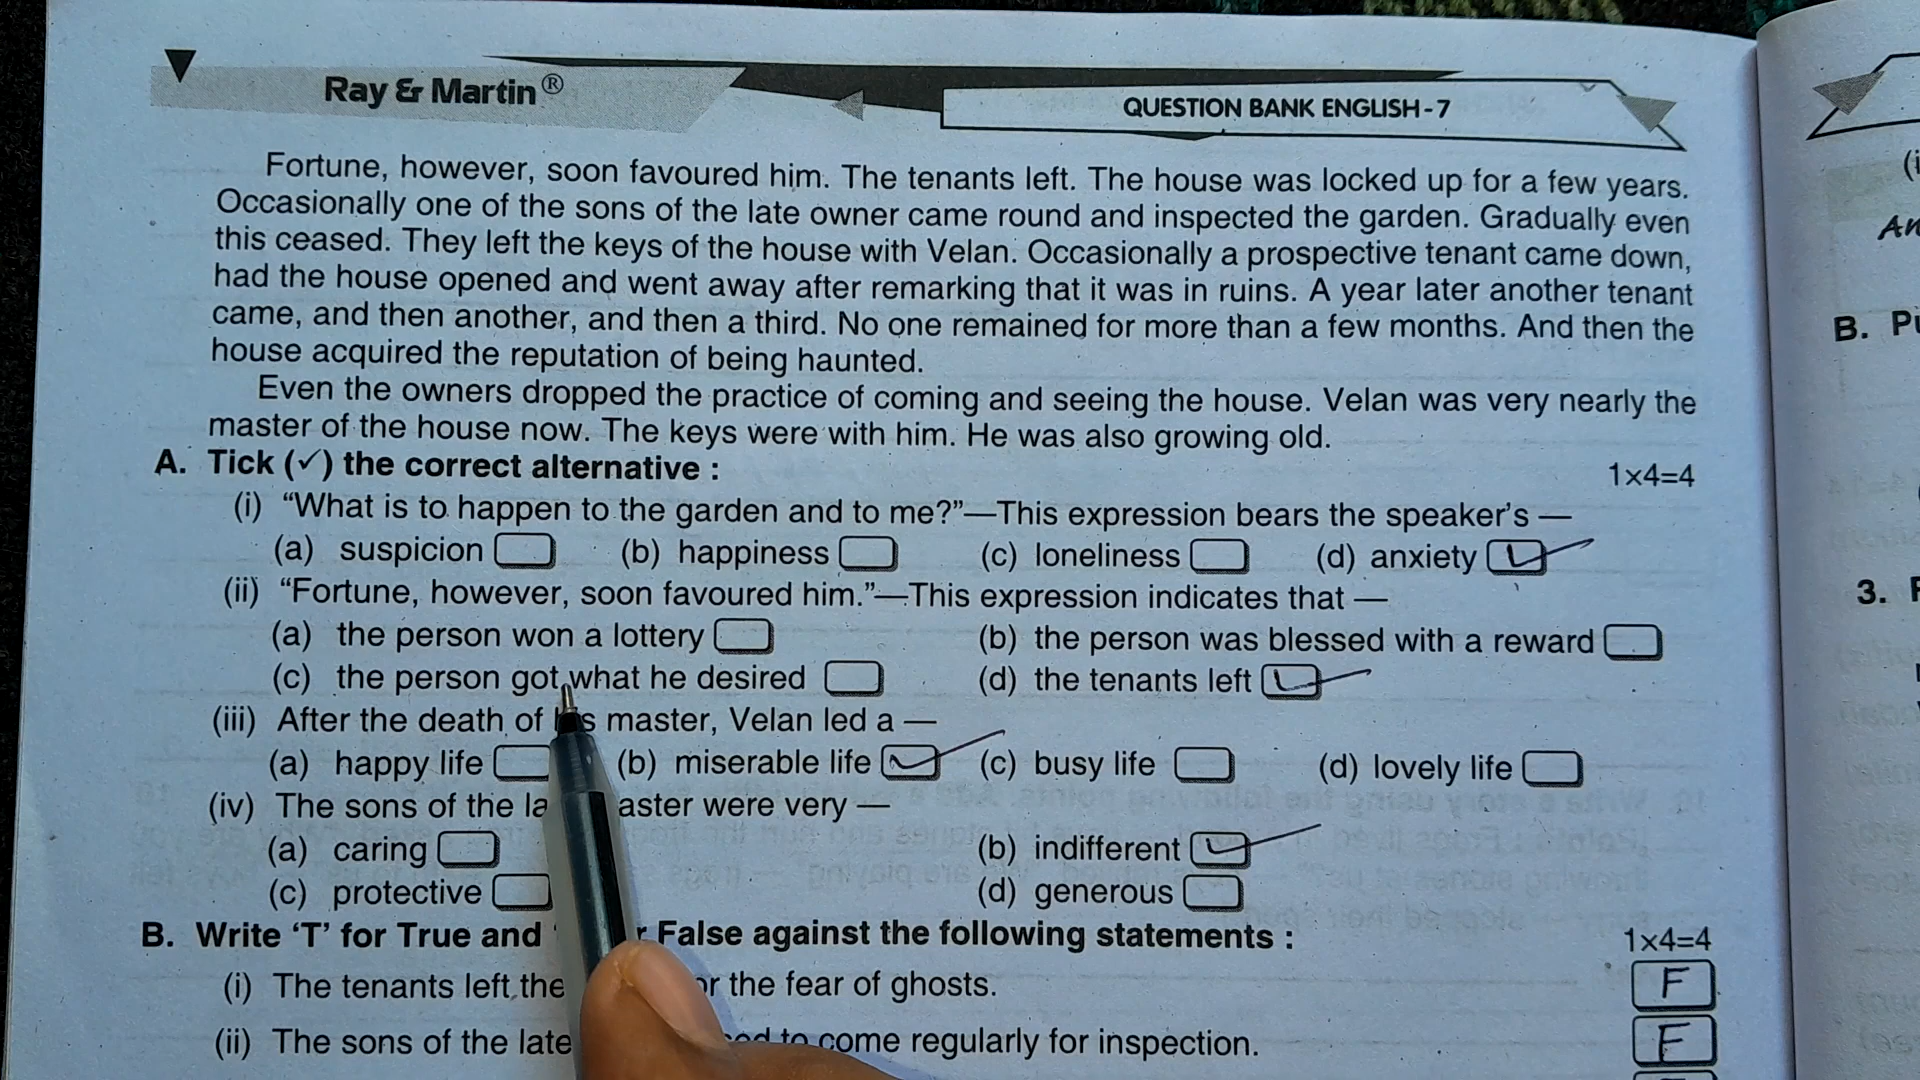 Ray & Martin®
QUESTION BANK ENGLISH - 7
Fortune, however, soon favoured him. The tenants left. The house was locked up for a few years.
Occasionally one of the sons of the late owner came round and inspected the garden. Gradually even
this ceased. They left the keys of the house with Velan. Occasionally a prospective tenant came down,
had the house opened and went away after remarking that it was in ruins. A year later another tenant
came, and then another, and then a third. No one remained for more than a few months. And then the
house acquired the reputation of being haunted.
Even the owners dropped the practice of coming and seeing the house. Velan was very nearly the
master of the house now. The keys were with him. He was also growing old.
A. Tick (✓) the correct alternative : 1×4=4
(i) “What is to happen to the garden and to me?”—This expression bears the speaker’s —
(a) suspicion (b) happiness (c) loneliness (d) anxiety
(ii) “Fortune, however, soon favoured him.”—This expression indicates that —
(a) the person won a lottery (b) the person was blessed with a reward
(c) the person got what he desired (d) the tenants left
(iii) After the death of master, Velan led a —
(a) happy life (b) miserable life (c) busy life (d) lovely life
(iv) The sons of the were very —
(a) caring (b) indifferent
(c) protective (d) generous
B. Write ‘T’ for True and False against the following statements : 1×4=4
(i) The tenants left the the fear of ghosts. F
(ii) The sons of the late to come regularly for inspection. F
An
B.
3.